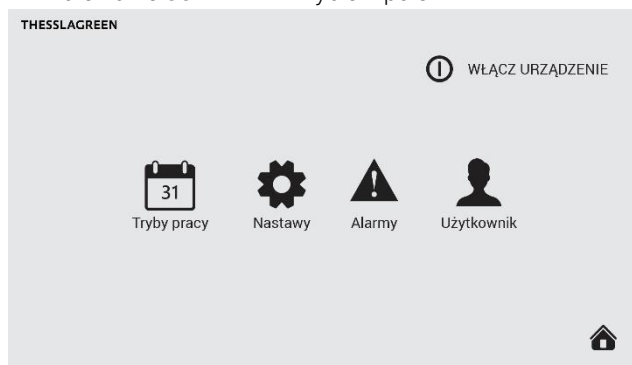 THESSLAGREEN
WŁĄCZ URZĄDZENIE
31
Tryby pracy
Nastawy
Alarmy
Użytkownik